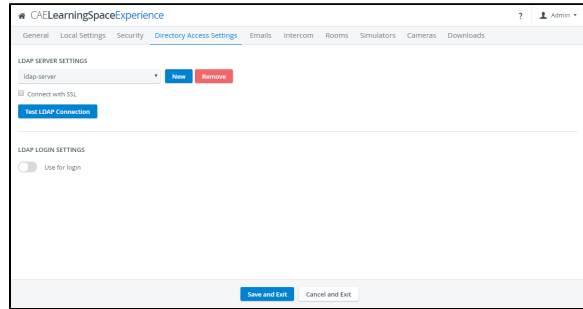 CAELearningSpaceExperience ? Admin
General Local Settings Security Directory Access Settings Emails Intercom Rooms Simulators Cameras Downloads
LDAP SERVER SETTINGS
ldap-server New Remove
Connect with SSL
Test LDAP Connection
LDAP LOGIN SETTINGS
Use for login
Save and Exit Cancel and Exit